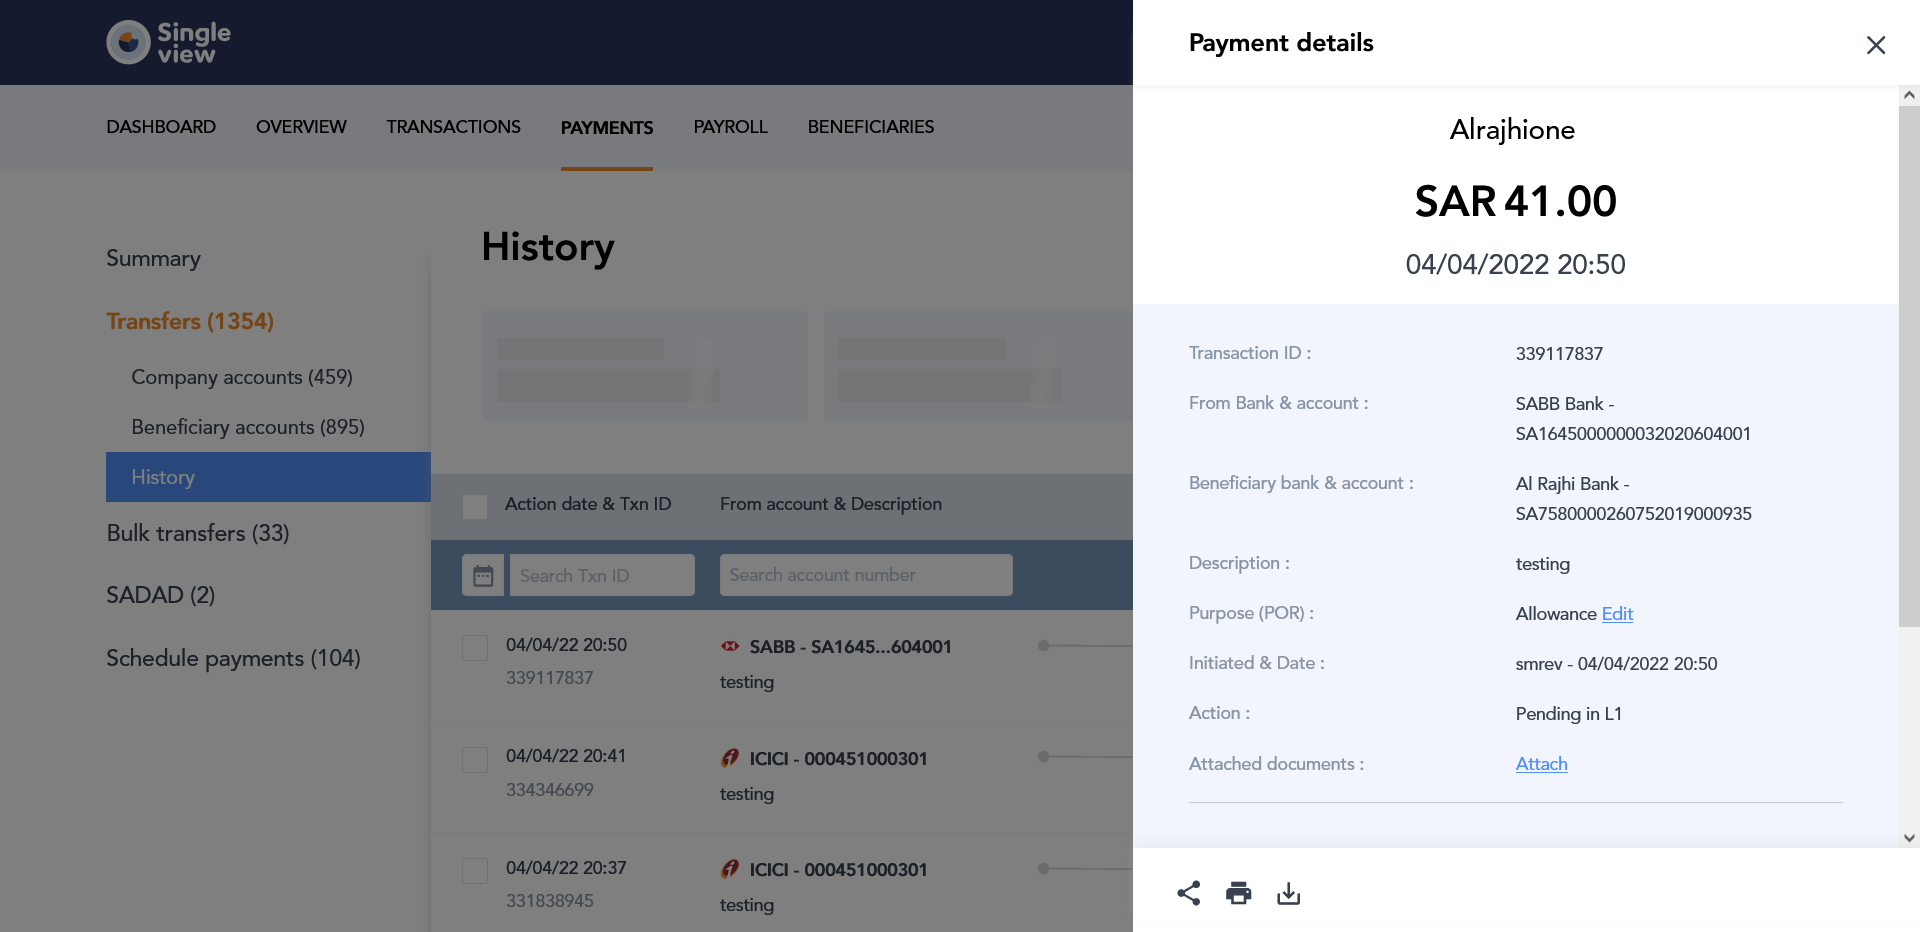 Single
view
DASHBOARD OVERVIEW TRANSACTIONS PAYMENTS PAYROLL BENEFICIARIES
Summary
Transfers (1354)
Company accounts (459)
Beneficiary accounts (895)
History
Bulk transfers (33)
SADAD (2)
Schedule payments (104)
History
Action date & Txn ID From account & Description
Search Txn ID Search account number
04/04/22 20:50 SABB - SA1645...604001
339117837 testing
04/04/22 20:41 ICICI - 000451000301
334346699 testing
04/04/22 20:37 ICICI - 000451000301
331838945 testing
Payment details
Alrajhione
SAR 41.00
04/04/2022 20:50
Transaction ID : 339117837
From Bank & account : SABB Bank -
SA1645000000032020604001
Beneficiary bank & account : Al Rajhi Bank -
SA7580000260752019000935
Description : testing
Purpose (POR) : Allowance Edit
Initiated & Date : smrev - 04/04/2022 20:50
Action : Pending in L1
Attached documents : Attach